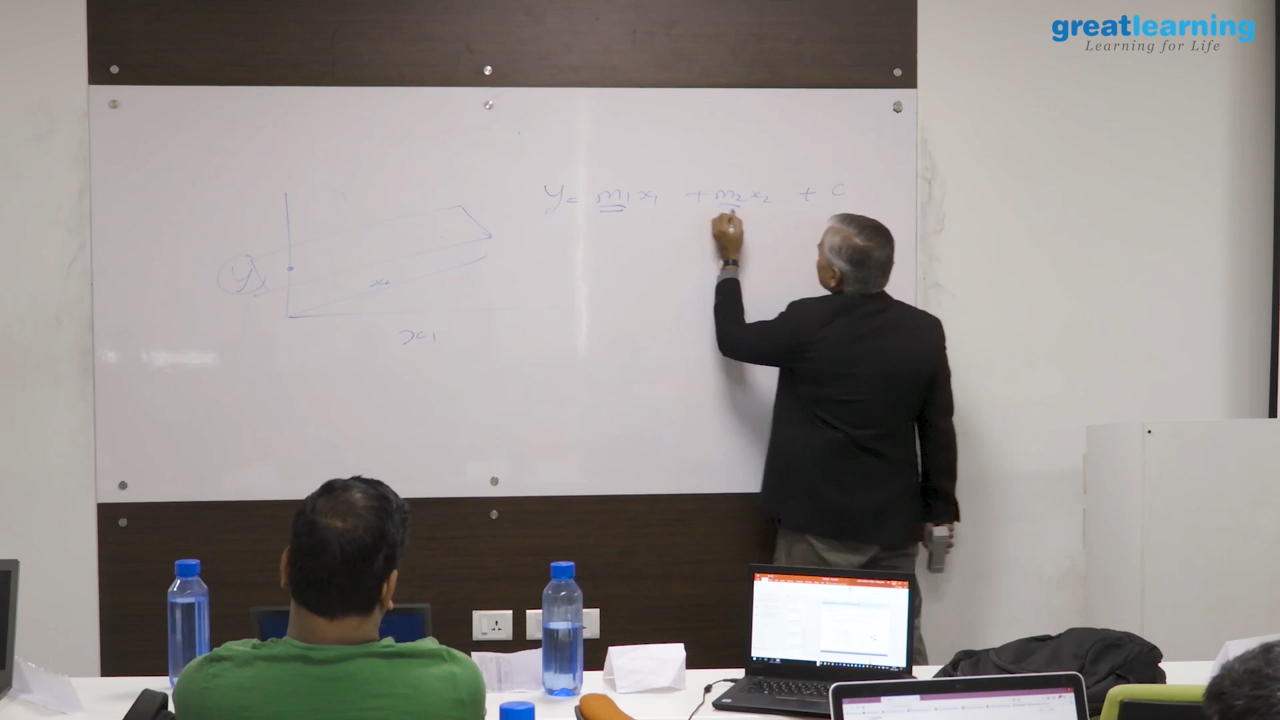 greatlearning
Learning for Life
y = m1x1 + m2x2 + c
y
x2
x1